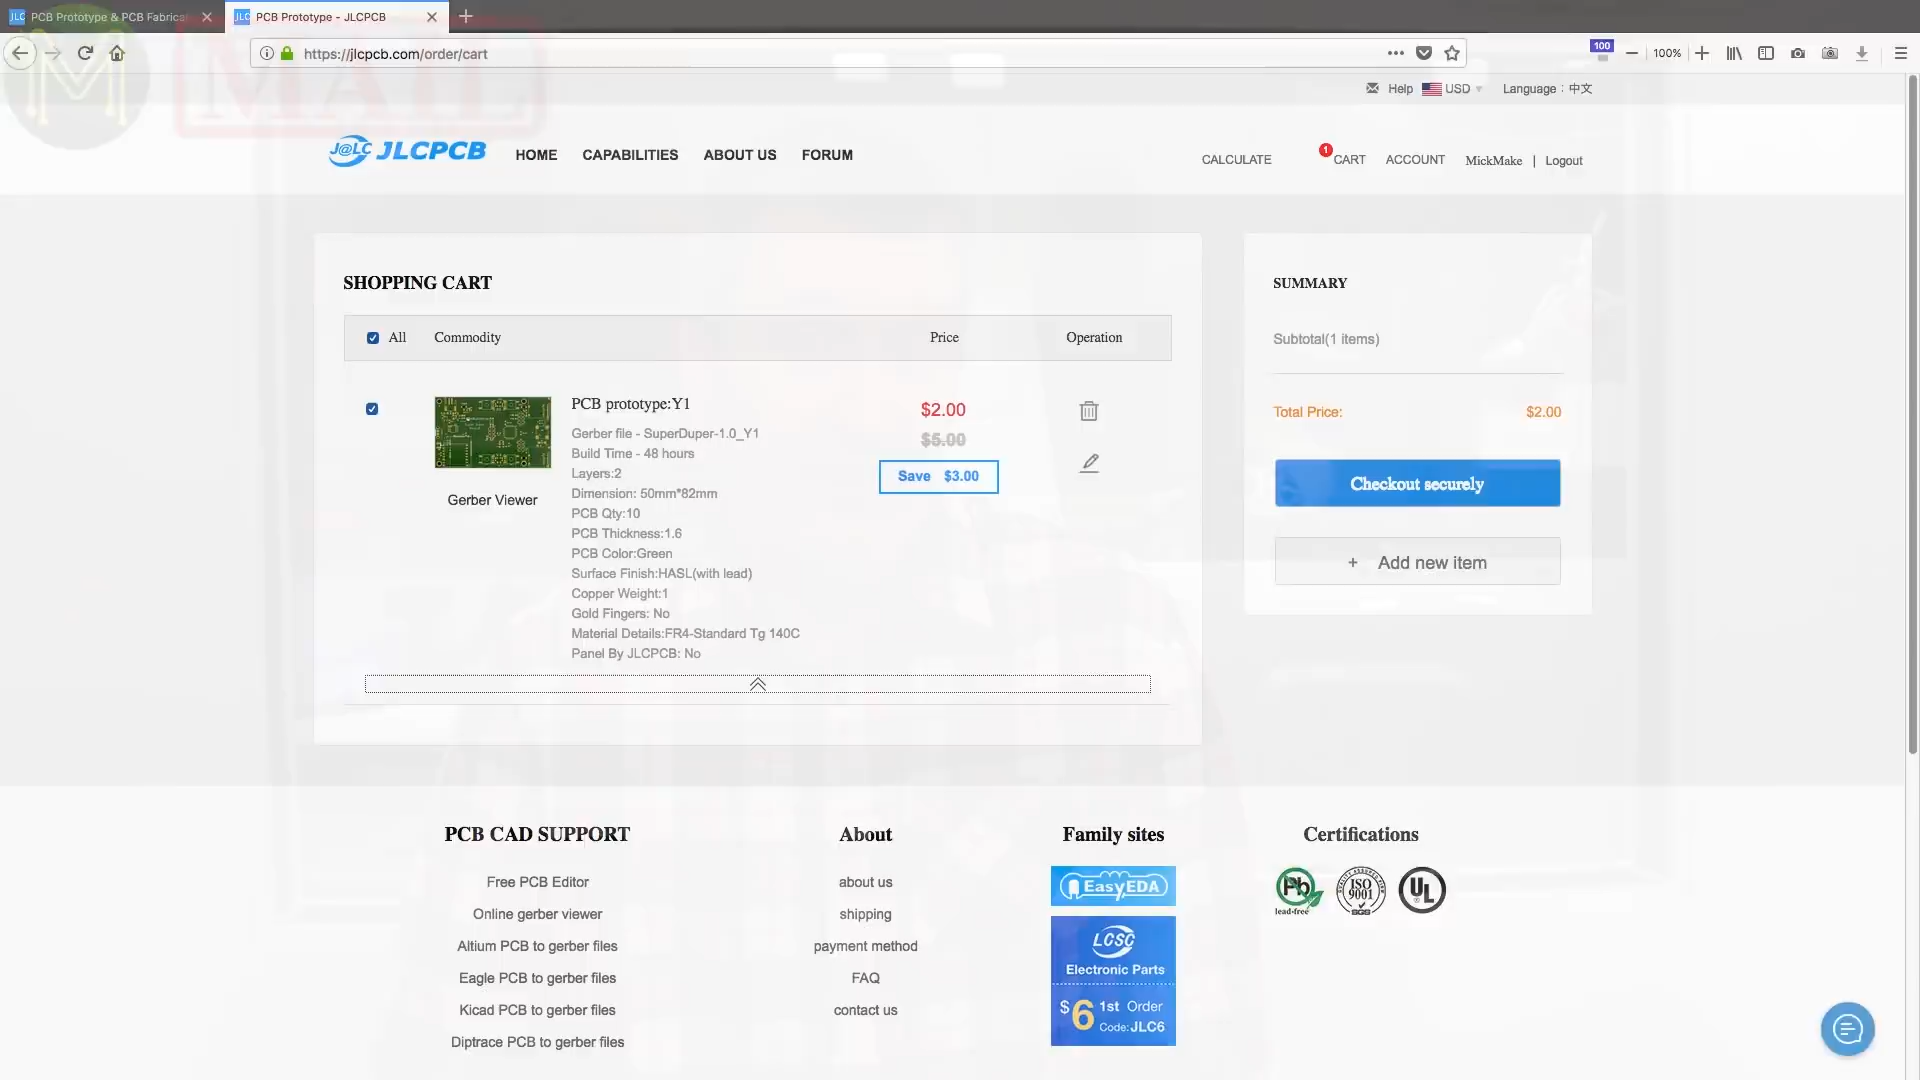 JLC PCB Prototype & PCB Fabrica
JLC PCB Prototype - JLCPCB
https://jlcpcb.com/order/cart
100
100%
MAIL
Help USD Language : 中文
J@LC JLCPCB
HOME CAPABILITIES ABOUT US FORUM
CALCULATE 1 CART ACCOUNT MickMake | Logout
SHOPPING CART
All Commodity Price Operation
PCB prototype:Y1
Gerber file - SuperDuper-1.0_Y1
Build Time - 48 hours
Layers:2
Dimension: 50mm*82mm
PCB Qty:10
PCB Thickness:1.6
PCB Color:Green
Surface Finish:HASL(with lead)
Copper Weight:1
Gold Fingers: No
Material Details:FR4-Standard Tg 140C
Panel By JLCPCB: No
Gerber Viewer
$2.00
$5.00
Save $3.00
SUMMARY
Subtotal(1 items)
Total Price: $2.00
Checkout securely
+ Add new item
PCB CAD SUPPORT
Free PCB Editor
Online gerber viewer
Altium PCB to gerber files
Eagle PCB to gerber files
Kicad PCB to gerber files
Diptrace PCB to gerber files
About
about us
shipping
payment method
FAQ
contact us
Family sites
EasyEDA
LCSC
Electronic Parts
$6 1st Order
Code:JLC6
Certifications
Pb
lead-free
ISO
9001
SGS
UL